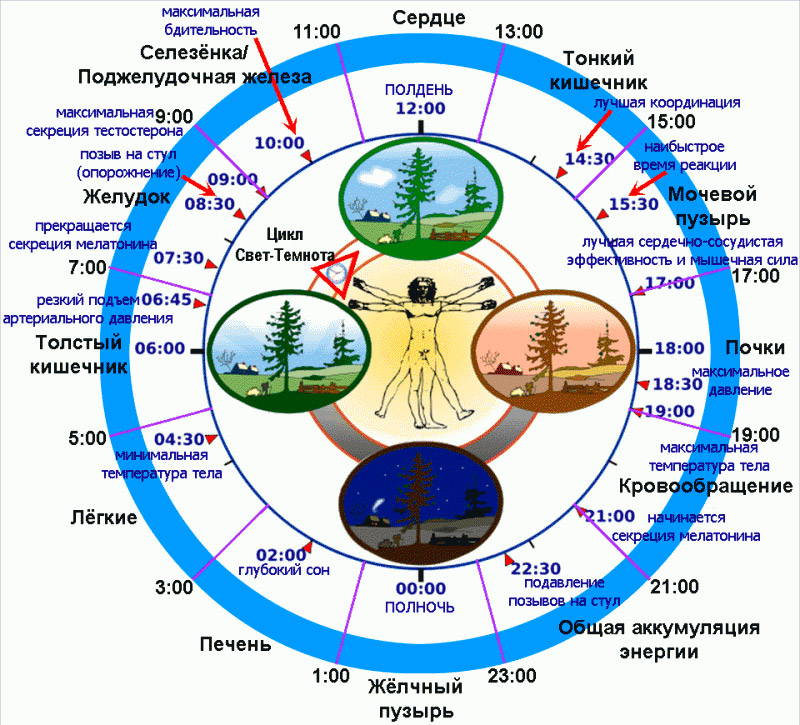 Сердце
11:00
13:00
максимальная
бдительность
Селезёнка/
Поджелудочная железа
Тонкий
кишечник
ПОЛДЕНЬ
12:00
лучшая координация
максимальная
секреция тестостерона
9:00
10:00
14:30
15:00
позыв на стул
(опорожнение)
наибыстрое
время реакции
09:00
Желудок
08:30
15:30
Мочевой
пузырь
прекращается
секреция мелатонина
Цикл
Свет-Темнота
лучшая сердечно-сосудистая
эффективность и мышечная сила
7:00
07:30
17:00
17:00
резкий подъем
артериального давления
06:45
Толстый
кишечник
06:00
18:00
Почки
18:30
максимальное
давление
19:00
5:00
04:30
19:00
минимальная
температура тела
максимальная
температура тела
Кровообращение
Лёгкие
21:00
начинается
секреция мелатонина
02:00
глубокий сон
22:30
подавление
позывов на стул
3:00
00:00
ПОЛНОЧЬ
21:00
Печень
Общая аккумуляция
энергии
1:00
23:00
Жёлчный
пузырь